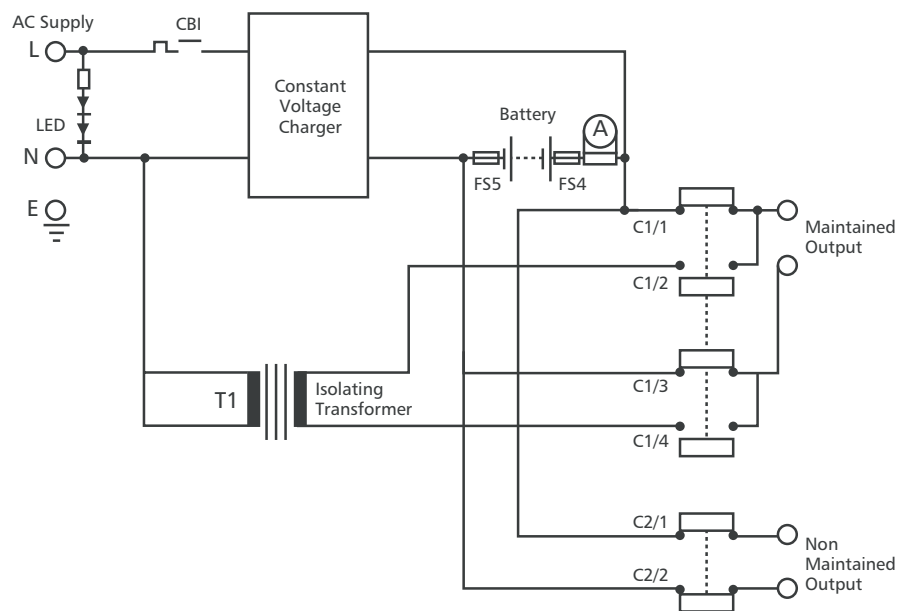 AC Supply
L
CBI
LED
N
E
Constant
Voltage
Charger
Battery
A
FS5
FS4
C1/1
C1/2
Maintained
Output
T1
Isolating
Transformer
C1/3
C1/4
C2/1
C2/2
Non
Maintained
Output